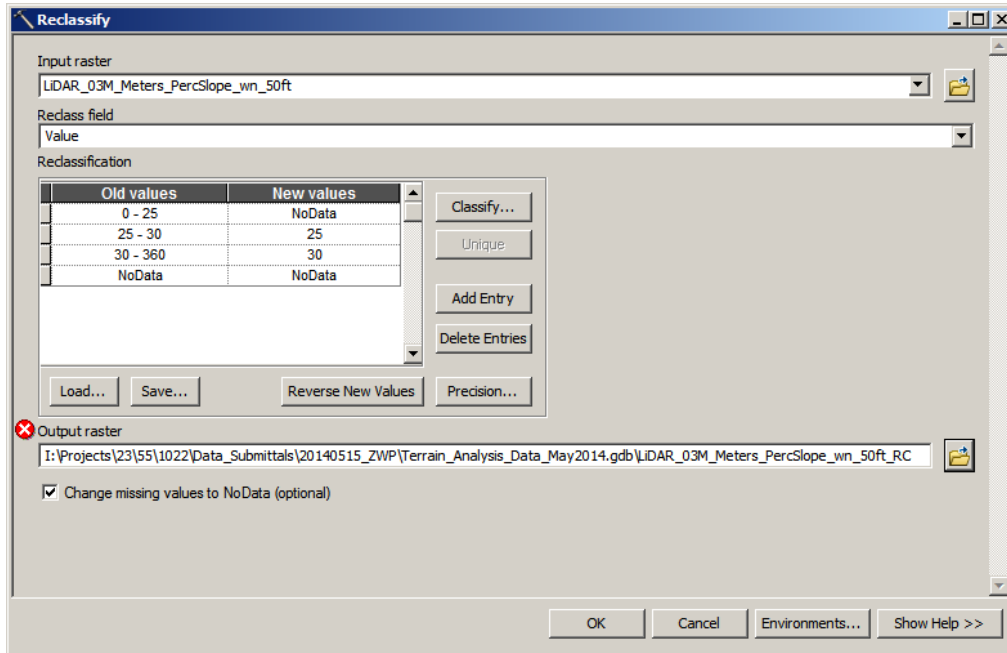 Reclassify
Input raster
LiDAR_03M_Meters_PercSlope_wn_50ft
Reclass field
Value
Reclassification
Old values New values
0 - 25 NoData
25 - 30 25
30 - 360 30
NoData NoData
Classify...
Unique
Add Entry
Delete Entries
Load... Save... Reverse New Values Precision...
Output raster
I:\Projects\23\55\1022\Data_Submittals\20140515_ZWP\Terrain_Analysis_Data_May2014.gdb\LiDAR_03M_Meters_PercSlope_wn_50ft_RC
Change missing values to NoData (optional)
OK Cancel Environments... Show Help >>